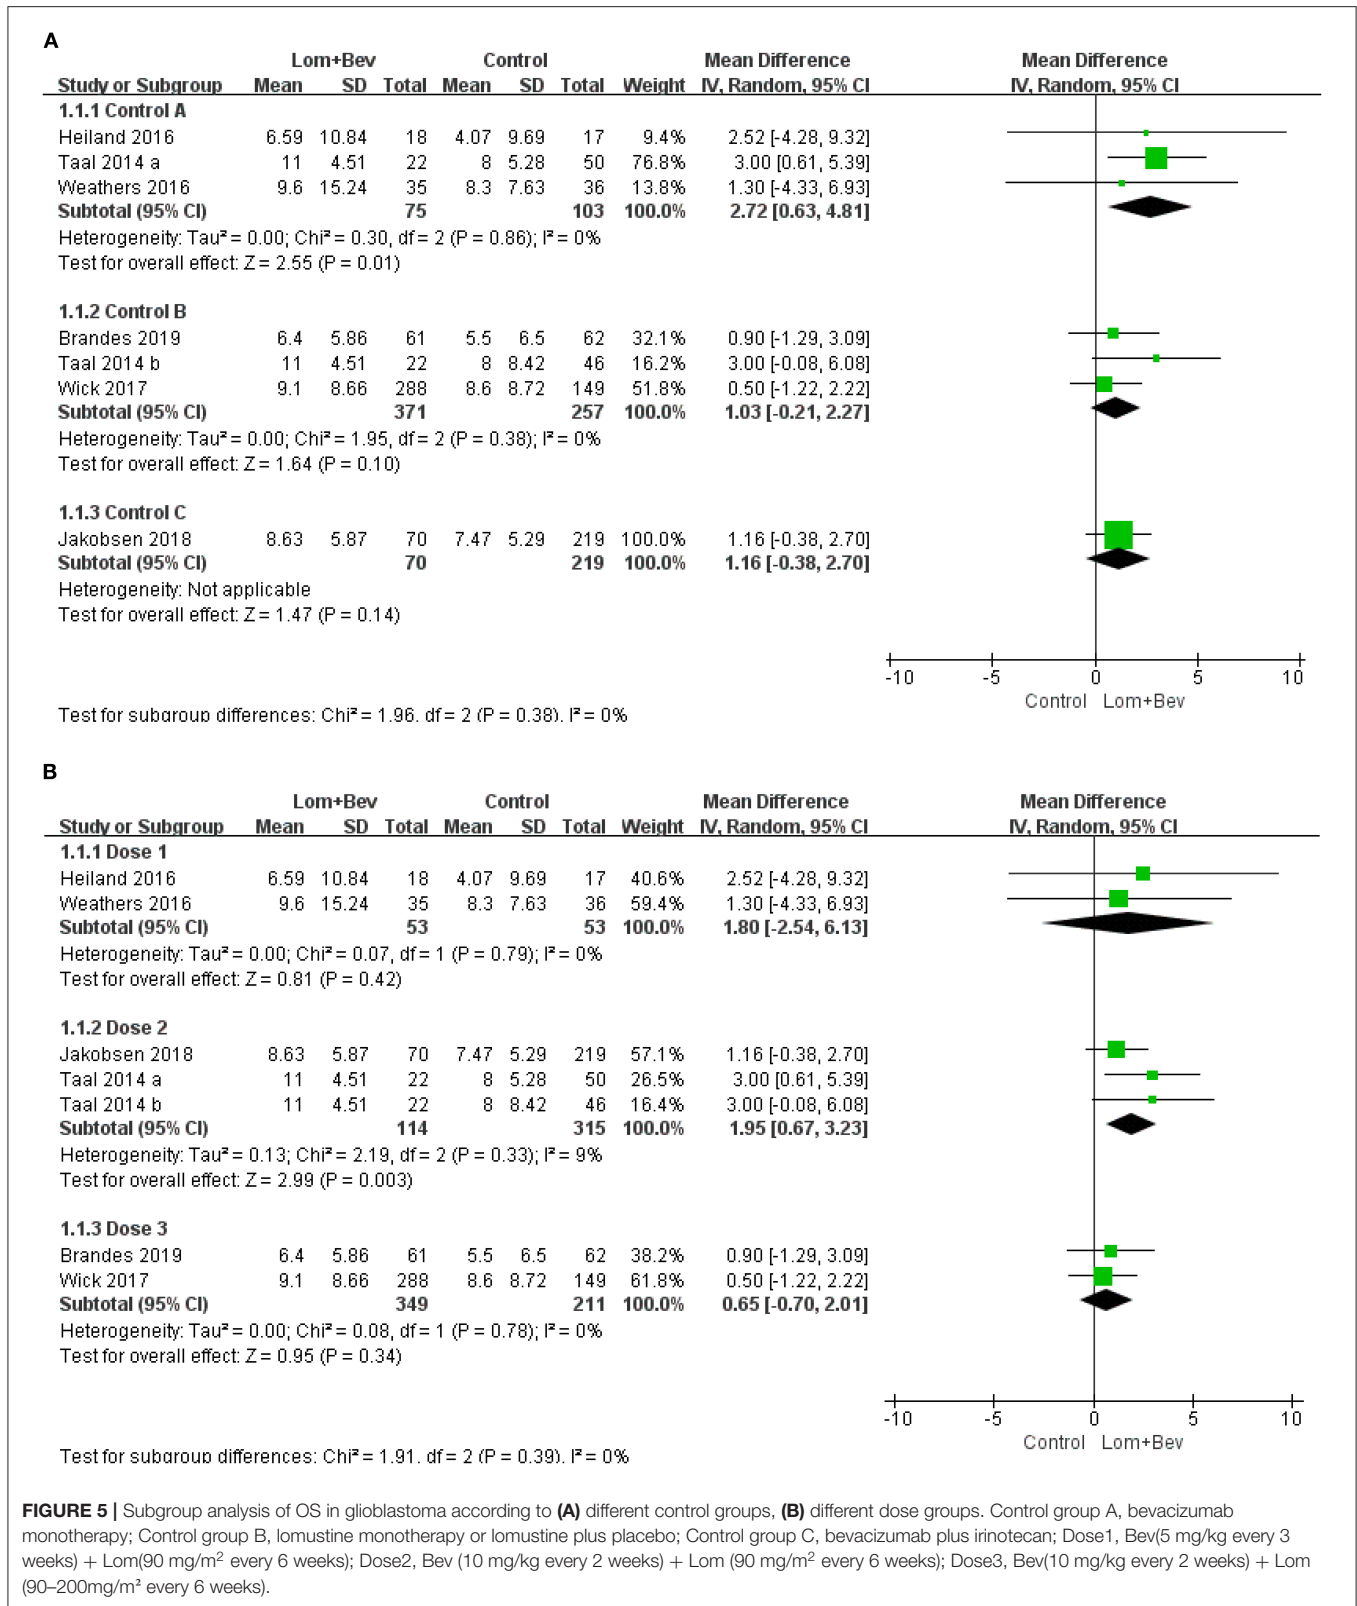 A
Lom+Bev Control Mean Difference Mean Difference
Study or Subgroup Mean SD Total Mean SD Total Weight IV, Random, 95% CI IV, Random, 95% CI
1.1.1 Control A
Heiland 2016 6.59 10.84 18 4.07 9.69 17 9.4% 2.52 [-4.28, 9.32]
Taal 2014 a 11 4.51 22 8 5.28 50 76.8% 3.00 [0.61, 5.39]
Weathers 2016 9.6 15.24 35 8.3 7.63 36 13.8% 1.30 [-4.33, 6.93]
Subtotal (95% CI) 75 103 100.0% 2.72 [0.63, 4.81]
Heterogeneity: Tau² = 0.00; Chi² = 0.30, df = 2 (P = 0.86); I² = 0%
Test for overall effect: Z = 2.55 (P = 0.01)
1.1.2 Control B
Brandes 2019 6.4 5.86 61 5.5 6.5 62 32.1% 0.90 [-1.29, 3.09]
Taal 2014 b 11 4.51 22 8 8.42 46 16.2% 3.00 [-0.08, 6.08]
Wick 2017 9.1 8.66 288 8.6 8.72 149 51.8% 0.50 [-1.22, 2.22]
Subtotal (95% CI) 371 257 100.0% 1.03 [-0.21, 2.27]
Heterogeneity: Tau² = 0.00; Chi² = 1.95, df = 2 (P = 0.38); I² = 0%
Test for overall effect: Z = 1.64 (P = 0.10)
1.1.3 Control C
Jakobsen 2018 8.63 5.87 70 7.47 5.29 219 100.0% 1.16 [-0.38, 2.70]
Subtotal (95% CI) 70 219 100.0% 1.16 [-0.38, 2.70]
Heterogeneity: Not applicable
Test for overall effect: Z = 1.47 (P = 0.14)
-10 -5 0 5 10
Control Lom+Bev
Test for subgroup differences: Chi² = 1.96, df = 2 (P = 0.38), I² = 0%
B
Lom+Bev Control Mean Difference Mean Difference
Study or Subgroup Mean SD Total Mean SD Total Weight IV, Random, 95% CI IV, Random, 95% CI
1.1.1 Dose 1
Heiland 2016 6.59 10.84 18 4.07 9.69 17 40.6% 2.52 [-4.28, 9.32]
Weathers 2016 9.6 15.24 35 8.3 7.63 36 59.4% 1.30 [-4.33, 6.93]
Subtotal (95% CI) 53 53 100.0% 1.80 [-2.54, 6.13]
Heterogeneity: Tau² = 0.00; Chi² = 0.07, df = 1 (P = 0.79); I² = 0%
Test for overall effect: Z = 0.81 (P = 0.42)
1.1.2 Dose 2
Jakobsen 2018 8.63 5.87 70 7.47 5.29 219 57.1% 1.16 [-0.38, 2.70]
Taal 2014 a 11 4.51 22 8 5.28 50 26.5% 3.00 [0.61, 5.39]
Taal 2014 b 11 4.51 22 8 8.42 46 16.4% 3.00 [-0.08, 6.08]
Subtotal (95% CI) 114 315 100.0% 1.95 [0.67, 3.23]
Heterogeneity: Tau² = 0.13; Chi² = 2.19, df = 2 (P = 0.33); I² = 9%
Test for overall effect: Z = 2.99 (P = 0.003)
1.1.3 Dose 3
Brandes 2019 6.4 5.86 61 5.5 6.5 62 38.2% 0.90 [-1.29, 3.09]
Wick 2017 9.1 8.66 288 8.6 8.72 149 61.8% 0.50 [-1.22, 2.22]
Subtotal (95% CI) 349 211 100.0% 0.65 [-0.70, 2.01]
Heterogeneity: Tau² = 0.00; Chi² = 0.08, df = 1 (P = 0.78); I² = 0%
Test for overall effect: Z = 0.95 (P = 0.34)
-10 -5 0 5 10
Control Lom+Bev
Test for subgroup differences: Chi² = 1.91, df = 2 (P = 0.39), I² = 0%
FIGURE 5 | Subgroup analysis of OS in glioblastoma according to (A) different control groups, (B) different dose groups. Control group A, bevacizumab
monotherapy; Control group B, lomustine monotherapy or lomustine plus placebo; Control group C, bevacizumab plus irinotecan; Dose1, Bev(5 mg/kg every 3
weeks) + Lom(90 mg/m² every 6 weeks); Dose2, Bev (10 mg/kg every 2 weeks) + Lom (90 mg/m² every 6 weeks); Dose3, Bev(10 mg/kg every 2 weeks) + Lom
(90–200mg/m² every 6 weeks).